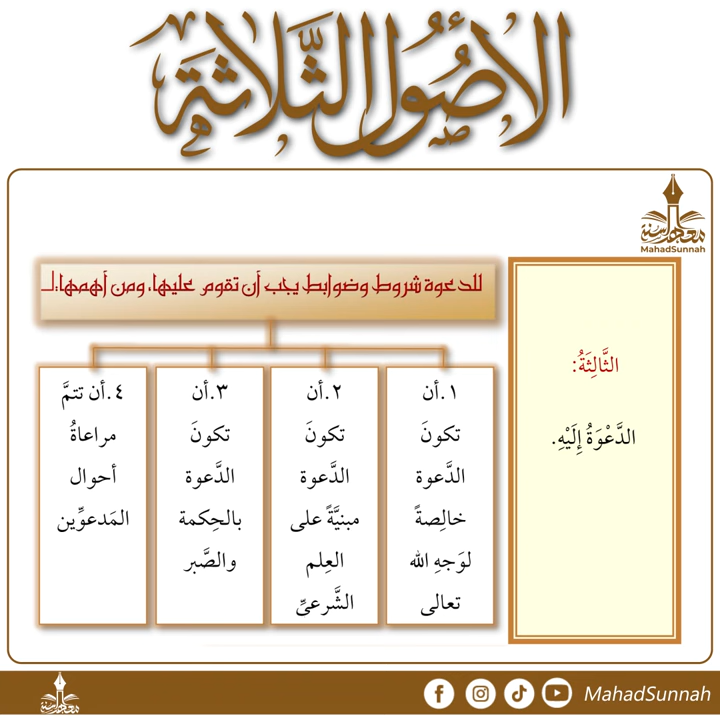 الأُصُولُ الثَّلَاثَةُ
MahadSunnah
الثَّالِثَةُ:
الدَّعْوَةُ إِلَيْهِ.
للدعوة شروط وضوابط يجب أن تقوم عليها، ومن أهمها:ـ
١.أن
تكونَ
الدَّعوة
خالِصةً
لوَجهِ الله
تعالى
٢.أن
تكونَ
الدَّعوة
مبنيَّةً على
العِلم
الشَّرعيِّ
٣.أن
تكونَ
الدَّعوة
بالحِكمة
والصَّبر
٤.أن تتمَّ
مراعاةُ
أحوال
المَدعوِّين
MahadSunnah